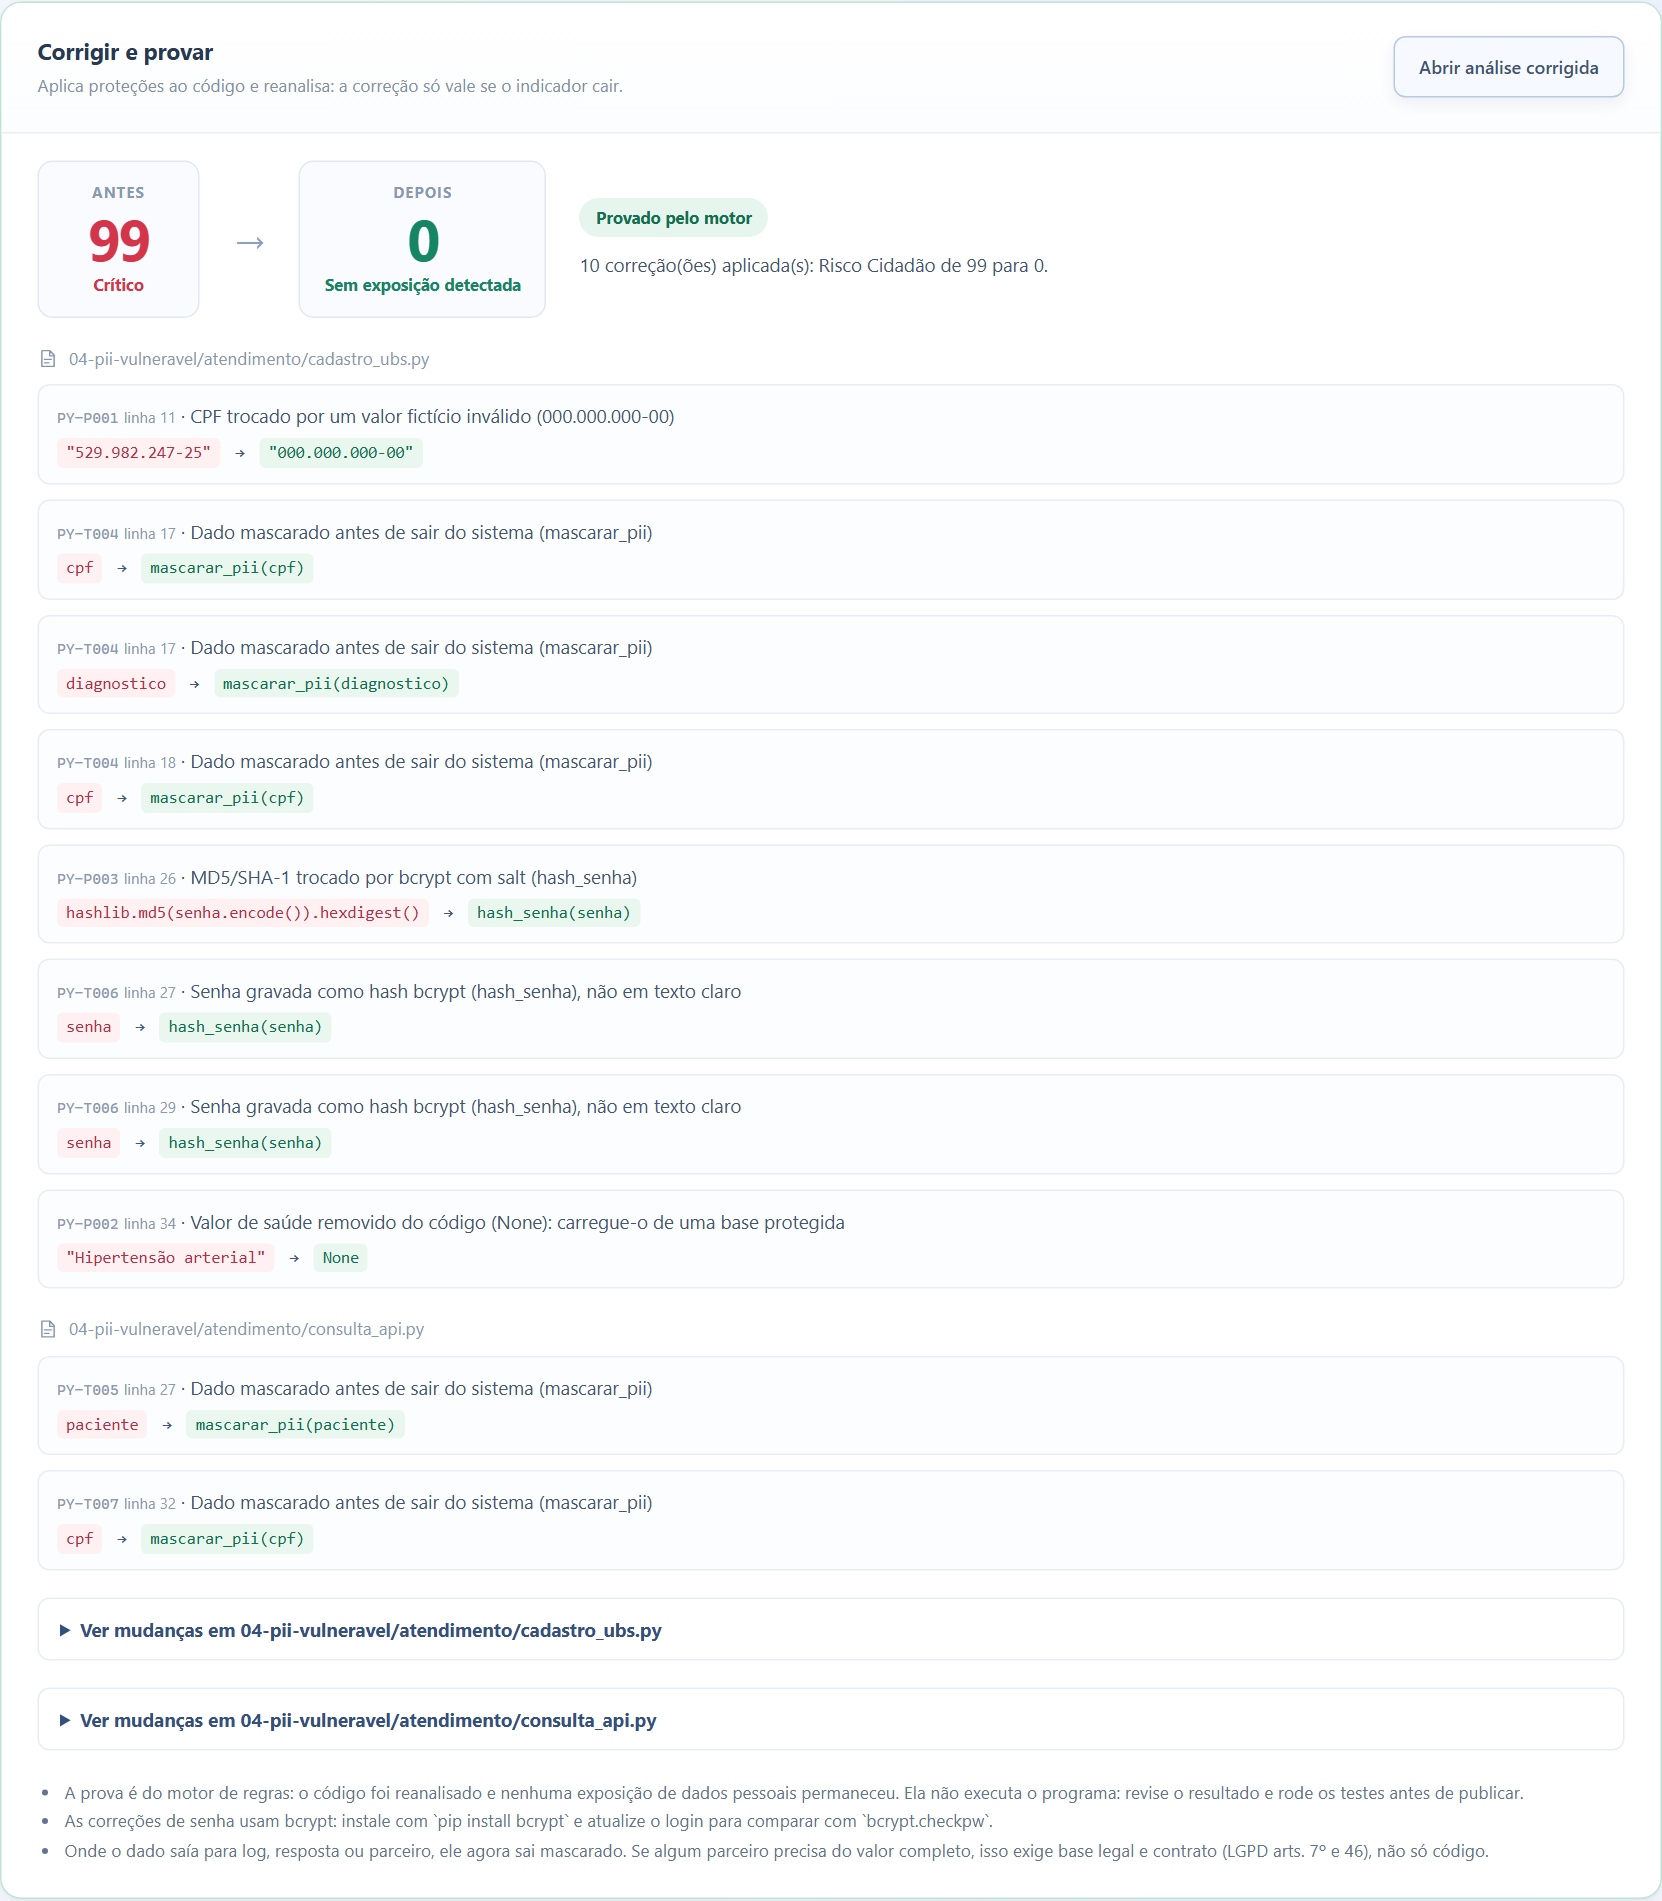 Corrigir e provar
Aplica proteções ao código e reanalisa: a correção só vale se o indicador cair.
Abrir análise corrigida
ANTES
99
Crítico
→
DEPOIS
0
Sem exposição detectada
Provado pelo motor
10 correção(ões) aplicada(s): Risco Cidadão de 99 para 0.
04-pii-vulneravel/atendimento/cadastro_ubs.py
PY-P001 linha 11 · CPF trocado por um valor fictício inválido (000.000.000-00)
"529.982.247-25" → "000.000.000-00"
PY-T004 linha 17 · Dado mascarado antes de sair do sistema (mascarar_pii)
cpf → mascarar_pii(cpf)
PY-T004 linha 17 · Dado mascarado antes de sair do sistema (mascarar_pii)
diagnostico → mascarar_pii(diagnostico)
PY-T004 linha 18 · Dado mascarado antes de sair do sistema (mascarar_pii)
cpf → mascarar_pii(cpf)
PY-P003 linha 26 · MD5/SHA-1 trocado por bcrypt com salt (hash_senha)
hashlib.md5(senha.encode()).hexdigest() → hash_senha(senha)
PY-T006 linha 27 · Senha gravada como hash bcrypt (hash_senha), não em texto claro
senha → hash_senha(senha)
PY-T006 linha 29 · Senha gravada como hash bcrypt (hash_senha), não em texto claro
senha → hash_senha(senha)
PY-P002 linha 34 · Valor de saúde removido do código (None): carregue-o de uma base protegida
"Hipertensão arterial" → None
04-pii-vulneravel/atendimento/consulta_api.py
PY-T005 linha 27 · Dado mascarado antes de sair do sistema (mascarar_pii)
paciente → mascarar_pii(paciente)
PY-T007 linha 32 · Dado mascarado antes de sair do sistema (mascarar_pii)
cpf → mascarar_pii(cpf)
▶ Ver mudanças em 04-pii-vulneravel/atendimento/cadastro_ubs.py
▶ Ver mudanças em 04-pii-vulneravel/atendimento/consulta_api.py
• A prova é do motor de regras: o código foi reanalisado e nenhuma exposição de dados pessoais permaneceu. Ela não executa o programa: revise o resultado e rode os testes antes de publicar.
• As correções de senha usam bcrypt: instale com `pip install bcrypt` e atualize o login para comparar com `bcrypt.checkpw`.
• Onde o dado saía para log, resposta ou parceiro, ele agora sai mascarado. Se algum parceiro precisa do valor completo, isso exige base legal e contrato (LGPD arts. 7º e 46), não só código.